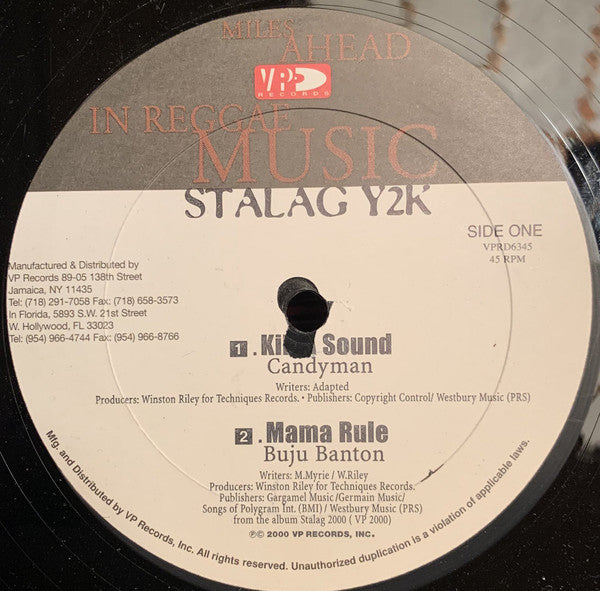 MILES
AHEAD
VP
RECORDS
IN REGGAE
MUSIC
STALAG Y2K
SIDE ONE
VPRD6345
45 RPM
Manufactured & Distributed by
VP Records 89-05 138th Street
Jamaica, NY 11435
Tel: (718) 291-7058 Fax: (718) 658-3573
In Florida, 5893 S.W. 21st Street
W. Hollywood, FL 33023
Tel: (954) 966-4744 Fax: (954) 966-8766
1. Sound
Candyman
Writers: Adapted
Producers: Winston Riley for Techniques Records. • Publishers: Copyright Control/ Westbury Music (PRS)
2. Mama Rule
Buju Banton
Writers: M.Myrie / W.Riley
Producers: Winston Riley for Techniques Records.
Publishers: Gargamel Music /Germain Music/
Songs of Polygram Int. (BMI) / Westbury Music (PRS)
from the album Stalag 2000 ( VP 2000)
℗© 2000 VP RECORDS, INC.
Mfg. and Distributed by VP Records, Inc. All rights reserved. Unauthorized duplication is a violation of applicable laws.